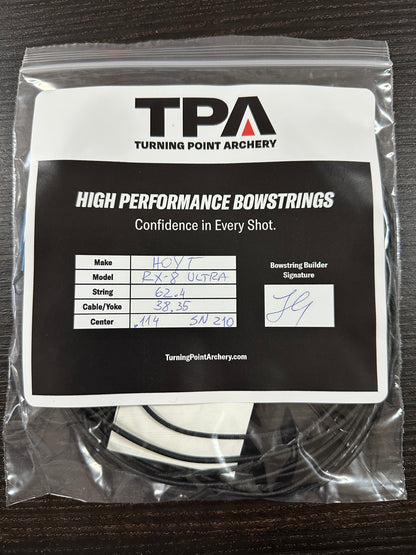 TPA
TURNING POINT ARCHERY
HIGH PERFORMANCE BOWSTRINGS
Confidence in Every Shot.
Make HOYT
Model RX-8 ULTRA
String 62.4
Cable/Yoke 38.35
Center .114 SN 210
Bowstring Builder
Signature
TurningPointArchery.com